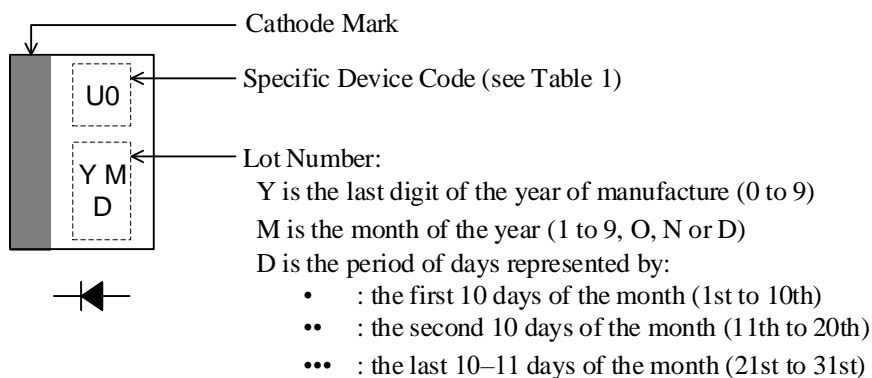 Cathode Mark
Specific Device Code (see Table 1)
U0
Lot Number:
Y M
D
Y is the last digit of the year of manufacture (0 to 9)
M is the month of the year (1 to 9, O, N or D)
D is the period of days represented by:
• : the first 10 days of the month (1st to 10th)
•• : the second 10 days of the month (11th to 20th)
••• : the last 10–11 days of the month (21st to 31st)